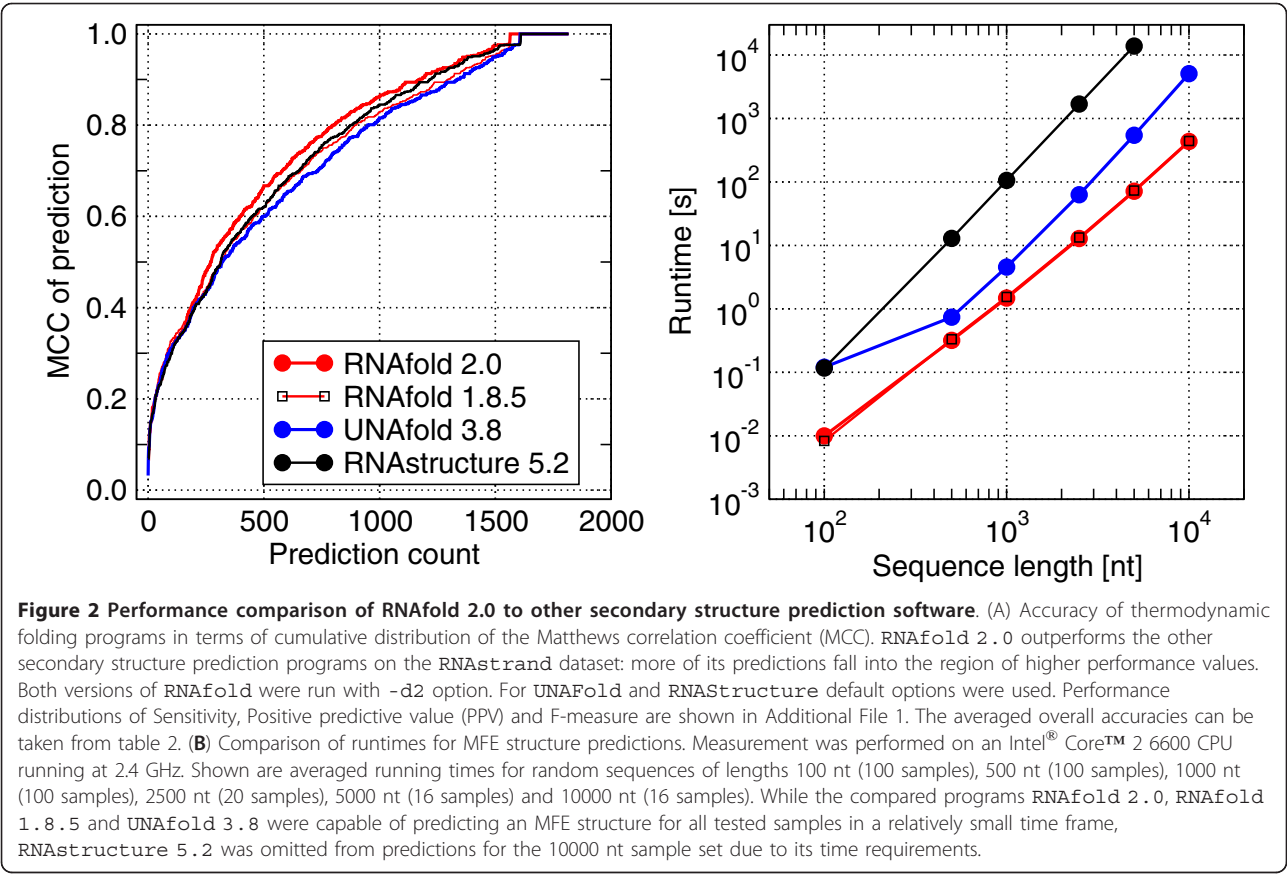 1.0
0.8
0.6
0.4
0.2
0.0
MCC of prediction
0 500 1000 1500 2000
Prediction count
RNAfold 2.0
RNAfold 1.8.5
UNAfold 3.8
RNAstructure 5.2
10^4
10^3
10^2
10^1
10^0
10^-1
10^-2
10^-3
Runtime [s]
10^2 10^3 10^4
Sequence length [nt]
Figure 2 Performance comparison of RNAfold 2.0 to other secondary structure prediction software. (A) Accuracy of thermodynamic
folding programs in terms of cumulative distribution of the Matthews correlation coefficient (MCC). RNAfold 2.0 outperforms the other
secondary structure prediction programs on the RNAstrand dataset: more of its predictions fall into the region of higher performance values.
Both versions of RNAfold were run with -d2 option. For UNAFold and RNAStructure default options were used. Performance
distributions of Sensitivity, Positive predictive value (PPV) and F-measure are shown in Additional File 1. The averaged overall accuracies can be
taken from table 2. (B) Comparison of runtimes for MFE structure predictions. Measurement was performed on an Intel® Core™ 2 6600 CPU
running at 2.4 GHz. Shown are averaged running times for random sequences of lengths 100 nt (100 samples), 500 nt (100 samples), 1000 nt
(100 samples), 2500 nt (20 samples), 5000 nt (16 samples) and 10000 nt (16 samples). While the compared programs RNAfold 2.0, RNAfold
1.8.5 and UNAfold 3.8 were capable of predicting an MFE structure for all tested samples in a relatively small time frame,
RNAstructure 5.2 was omitted from predictions for the 10000 nt sample set due to its time requirements.